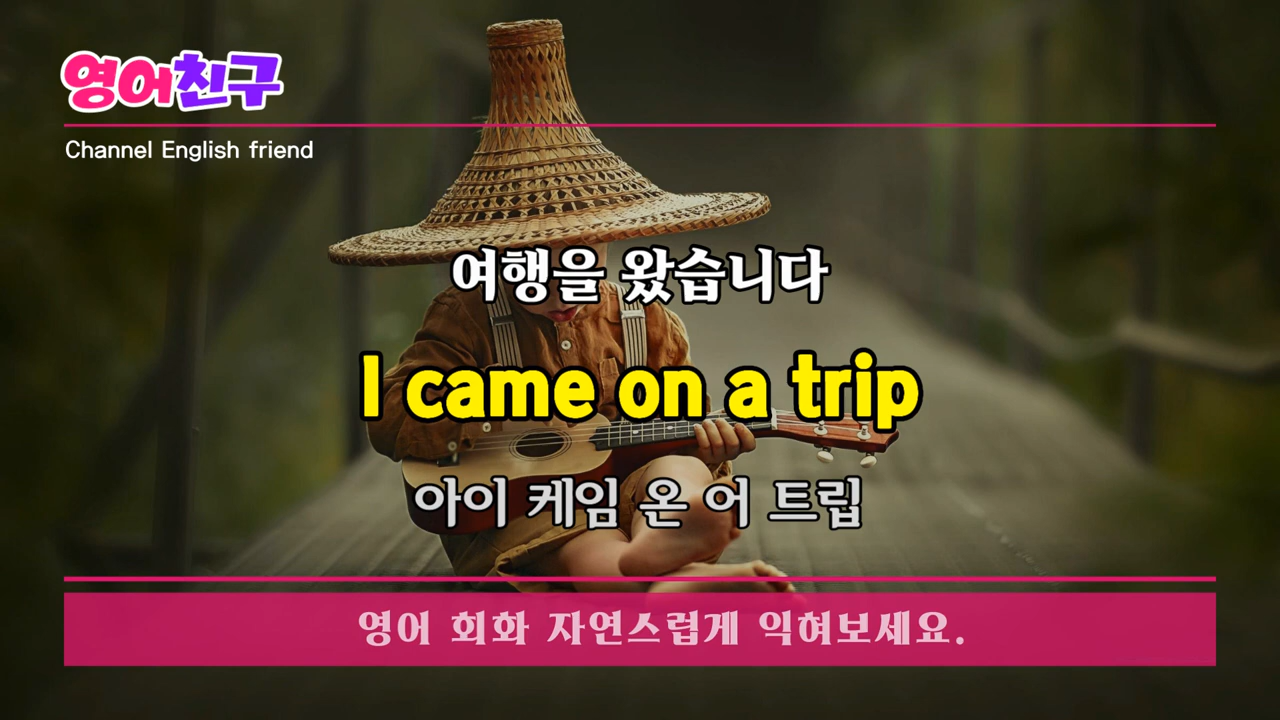 영어친구
Channel English friend
여행을 왔습니다
I came on a trip
아이 케임 온 어 트립
영어 회화 자연스럽게 익혀보세요.